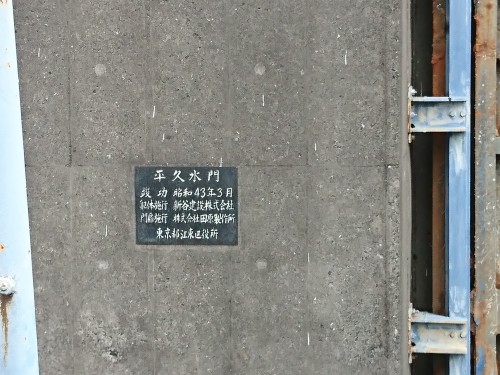 平久水門
竣功 昭和43年3月
躯体施行 新谷建設株式会社
門扉施行 株式会社田原製作所
東京都江東区役所